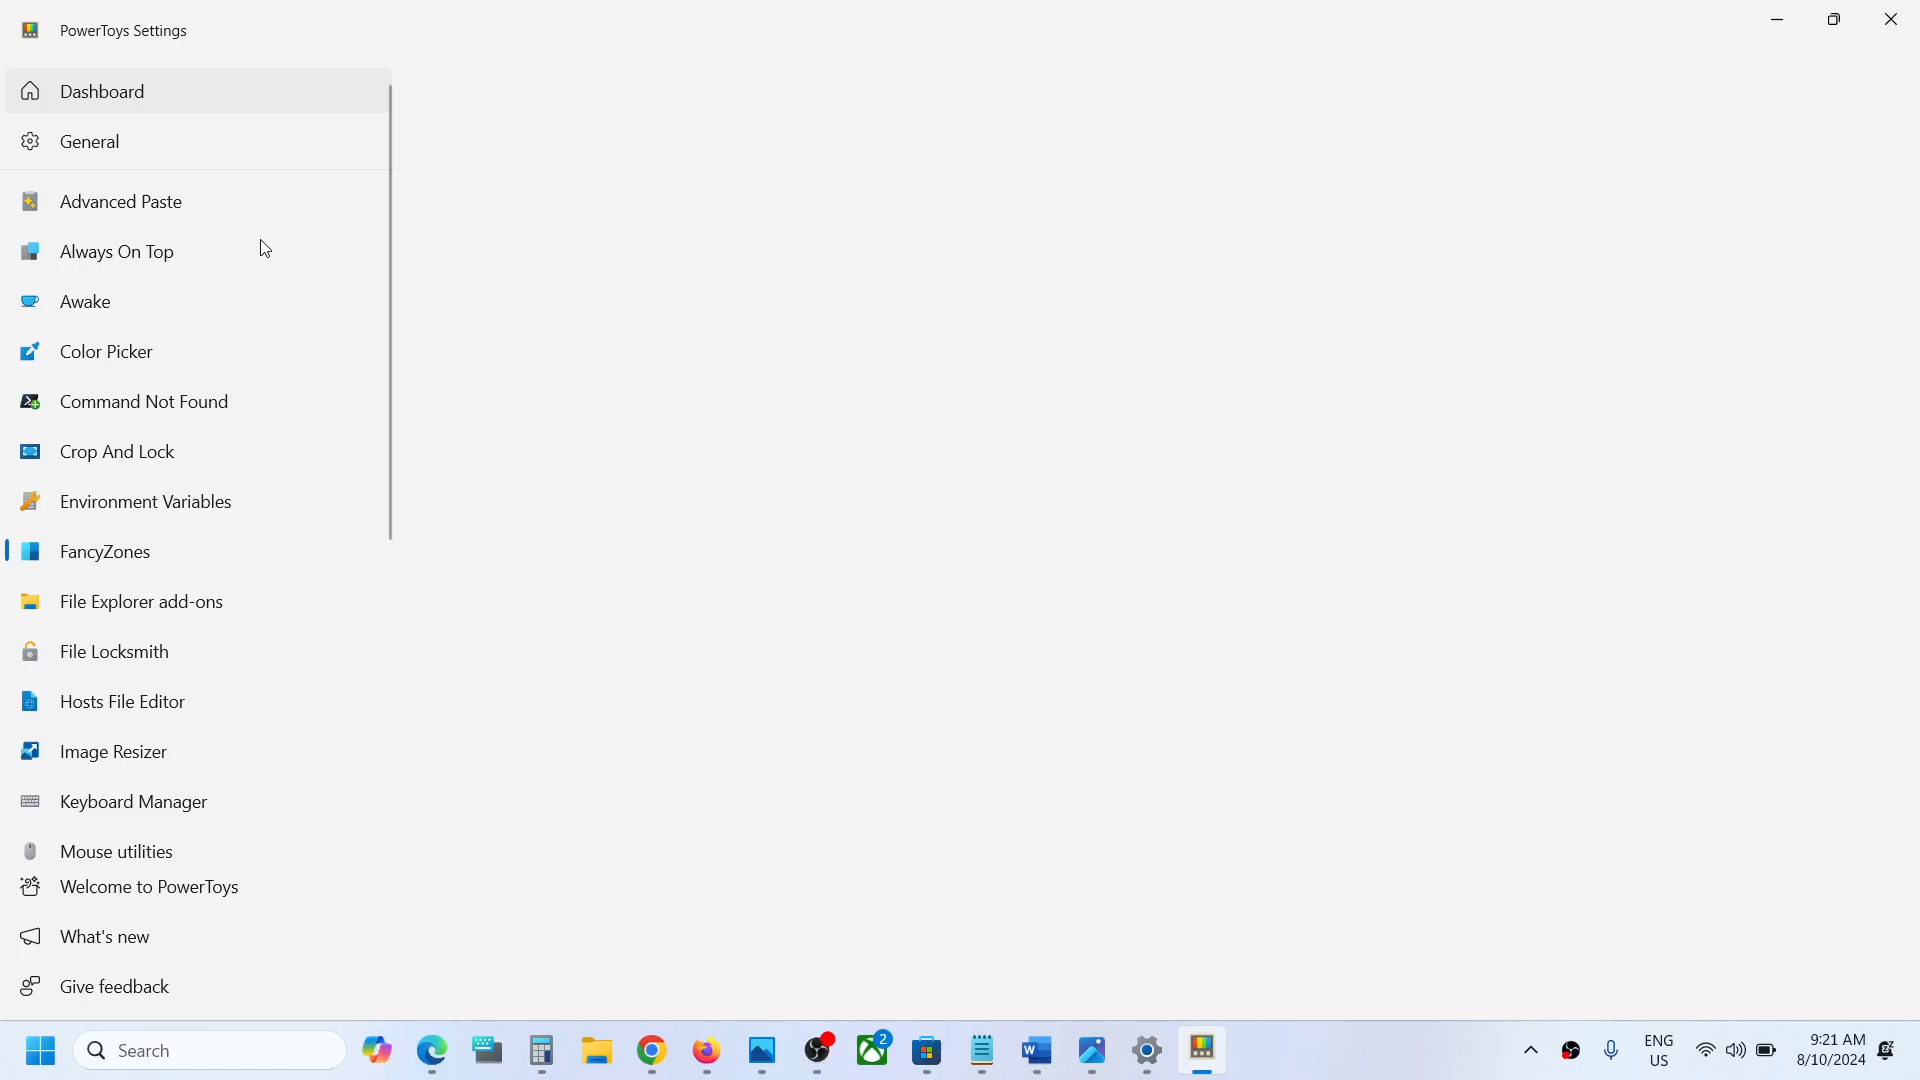 PowerToys Settings
Dashboard
General
Advanced Paste
Always On Top
Awake
Color Picker
Command Not Found
Crop And Lock
Environment Variables
FancyZones
File Explorer add-ons
File Locksmith
Hosts File Editor
Image Resizer
Keyboard Manager
Mouse utilities
Welcome to PowerToys
What's new
Give feedback
Search
2
ENG
US
9:21 AM
8/10/2024